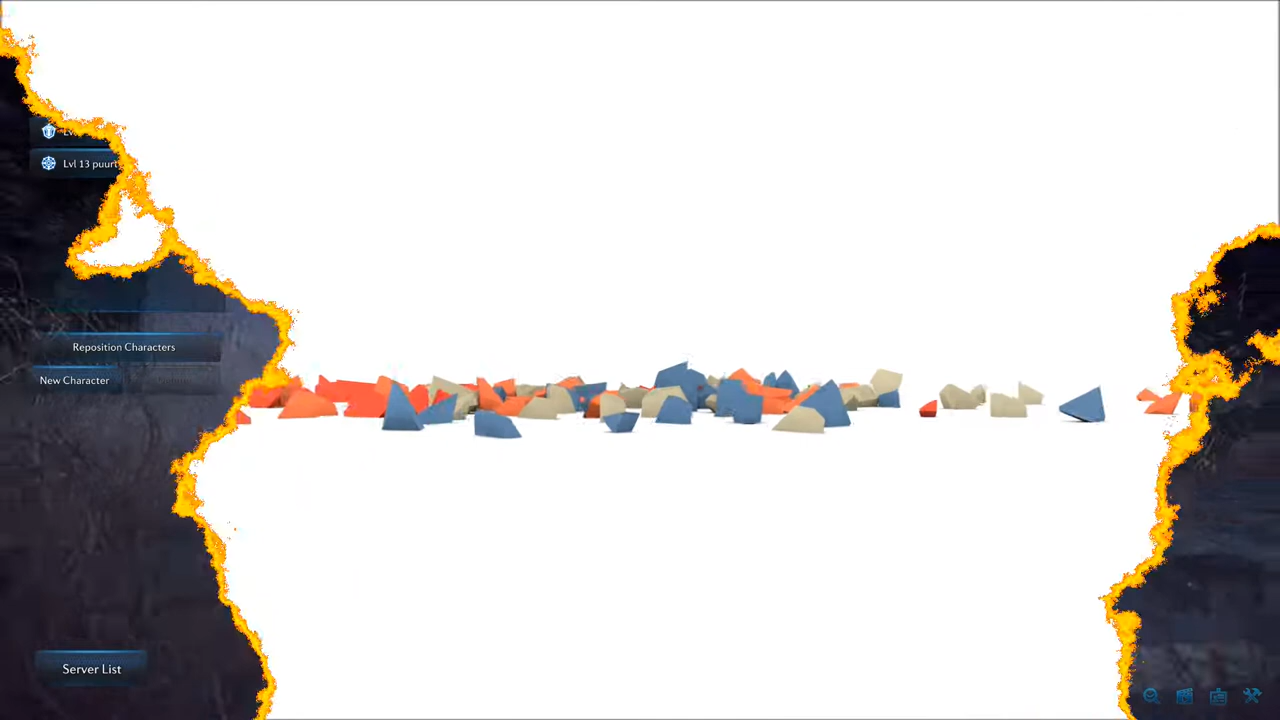 Lvl 13 puurt
Reposition Characters
New Character
Server List